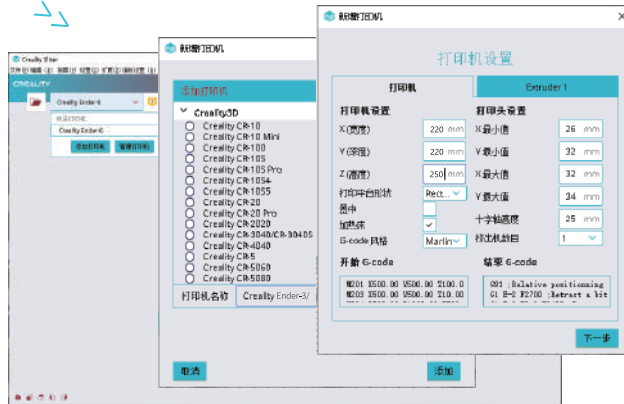 Creality Slicer
CREALITY
Creality Ender-6
Creality Ender-6
添加打印机 管理打印机
新增打印机
添加打印机
Creality3D
Creality CR-10
Creality CR-10 Mini
Creality CR-100
Creality CR-10S
Creality CR-10S Pro
Creality CR-10S4
Creality CR-10S5
Creality CR-20
Creality CR-20 Pro
Creality CR-2020
Creality CR-3040/CR-3040S
Creality CR-4040
Creality CR-5
Creality CR-5060
Creality CR-5080
打印机名称 Creality Ender-3/
取消 添加
新增打印机
打印机设置
打印机 Extruder 1
打印机设置 打印头设置
X(宽度) 220 mm X最小值 26 mm
Y(深度) 220 mm Y最小值 32 mm
Z(高度) 250 mm X最大值 32 mm
打印平台形状 Rect... Y最大值 34 mm
置中 十字轴高度 25 mm
加热床
G-code 风格 Marlin 挤出机数目 1
开始 G-code 结束 G-code
M201 X500.00 Y500.00 Z100.0 G91 ;Relative positionning
M203 X500.00 Y500.00 Z10.00 G1 E-2 F2700 ;Retract a bit
下一步